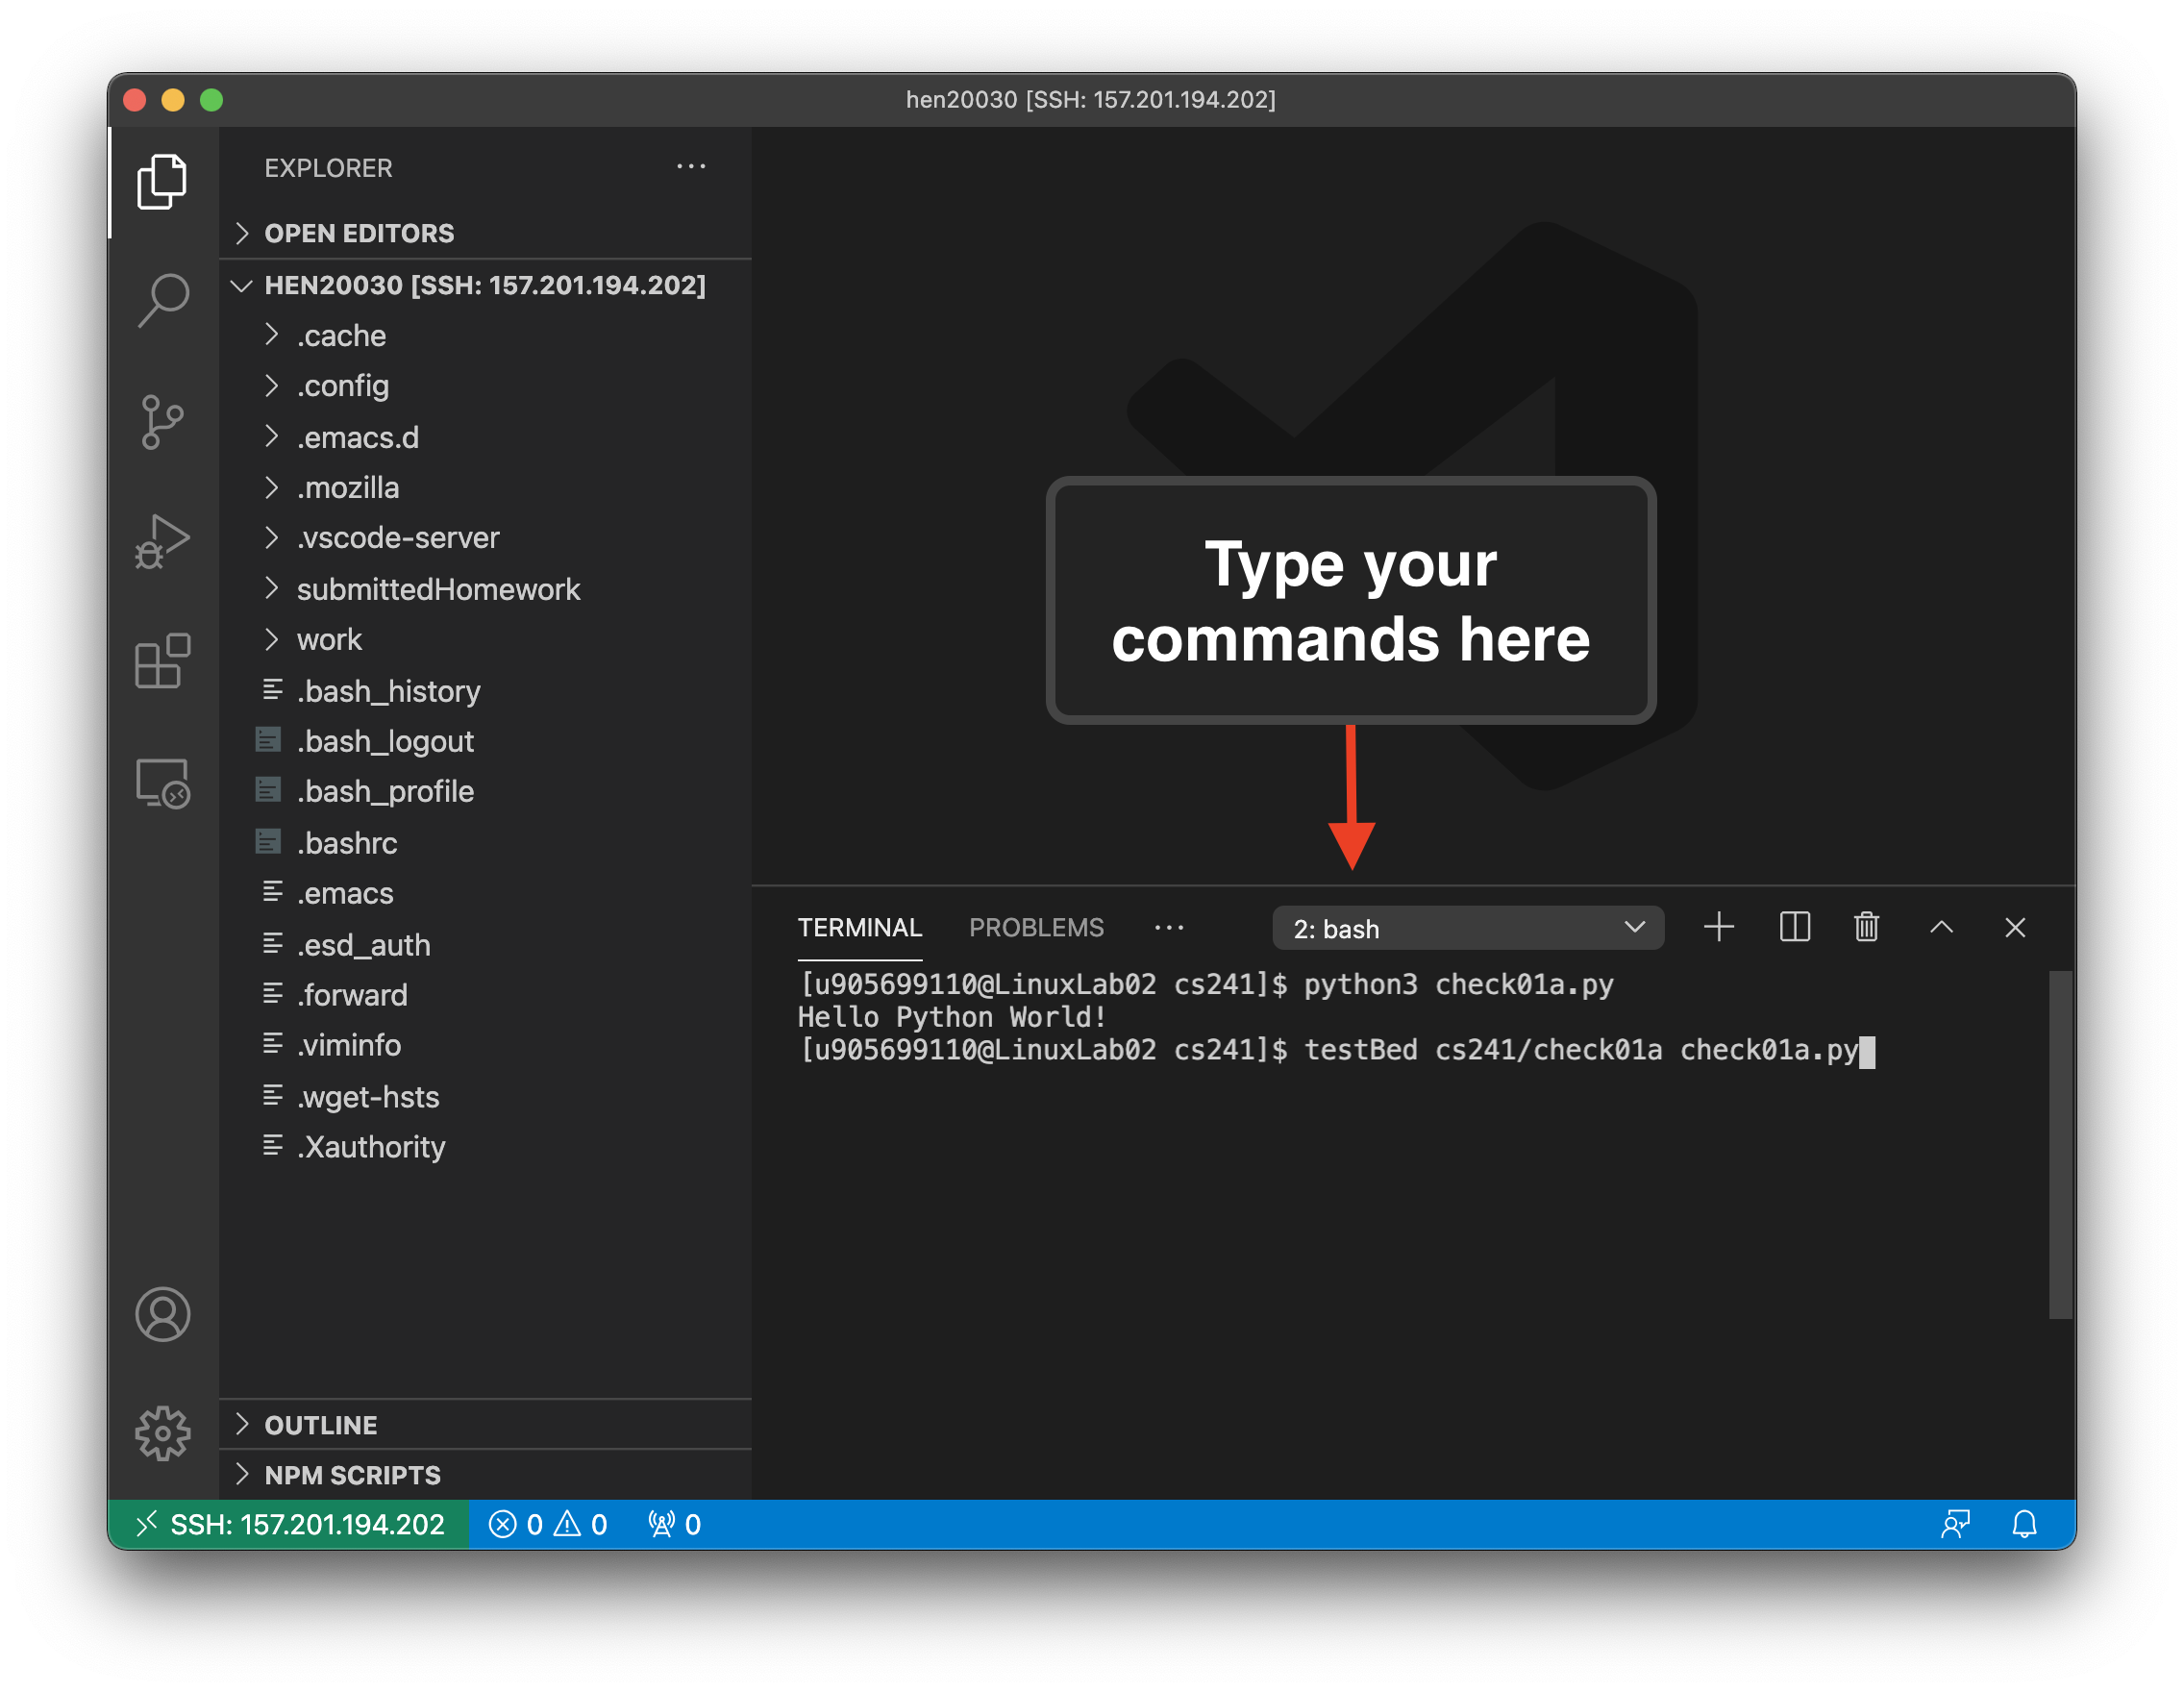 hen20030 [SSH: 157.201.194.202]
EXPLORER
OPEN EDITORS
HEN20030 [SSH: 157.201.194.202]
.cache
.config
.emacs.d
.mozilla
.vscode-server
submittedHomework
work
.bash_history
.bash_logout
.bash_profile
.bashrc
.emacs
.esd_auth
.forward
.viminfo
.wget-hsts
.Xauthority
OUTLINE
NPM SCRIPTS
Type your
commands here
TERMINAL PROBLEMS ··· 2: bash
[u905699110@LinuxLab02 cs241]$ python3 check01a.py
Hello Python World!
[u905699110@LinuxLab02 cs241]$ testBed cs241/check01a check01a.py
SSH: 157.201.194.202 0 0 0